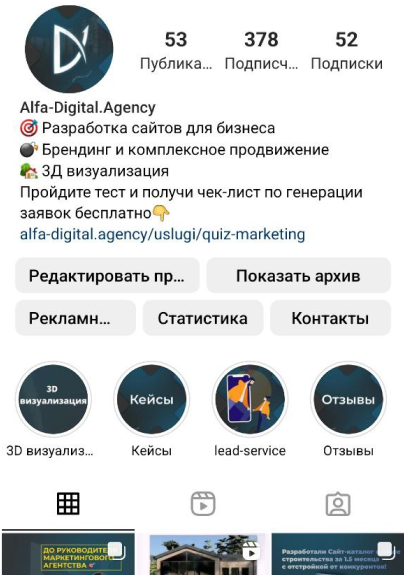 53 378 52
Публика... Подписч... Подписки
Alfa-Digital.Agency
🎯 Разработка сайтов для бизнеса
💣 Брендинг и комплексное продвижение
🏡 3Д визуализация
Пройдите тест и получи чек-лист по генерации
заявок бесплатно👇
alfa-digital.agency/uslugi/quiz-marketing
Редактировать пр... Показать архив
Рекламн... Статистика Контакты
3D
визуализация
Кейсы
Отзывы
3D визуализ... Кейсы lead-service Отзывы
ДО РУКОВОДИТЕ
МАРКЕТИНГОВО
АГЕНТСТВА
Разработали Сайт-каталог
строительства за 1.5 месяца
с отстройкой от конкурентов!